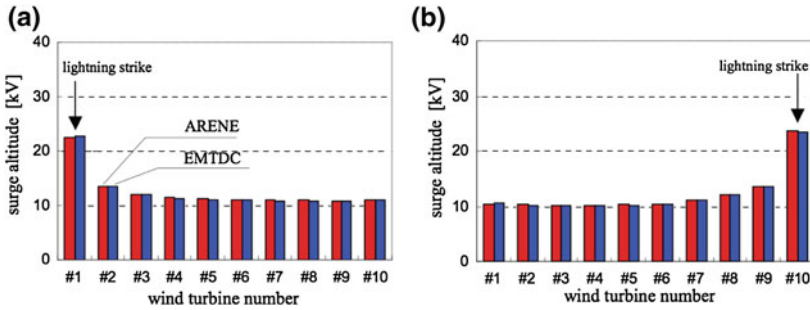 (a)
40
30
20
10
0
surge altitude [kV]
lightning strike
ARENE
EMTDC
#1 #2 #3 #4 #5 #6 #7 #8 #9 #10
wind turbine number
(b)
40
30
20
10
0
surge altitude [kV]
lightning strike
#1 #2 #3 #4 #5 #6 #7 #8 #9 #10
wind turbine number